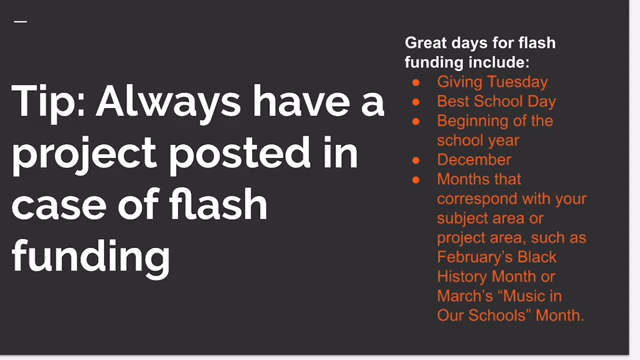 Tip: Always have a
project posted in
case of flash
funding
Great days for flash
funding include:
● Giving Tuesday
● Best School Day
● Beginning of the
school year
● December
● Months that
correspond with your
subject area or
project area, such as
February's Black
History Month or
March's “Music in
Our Schools” Month.